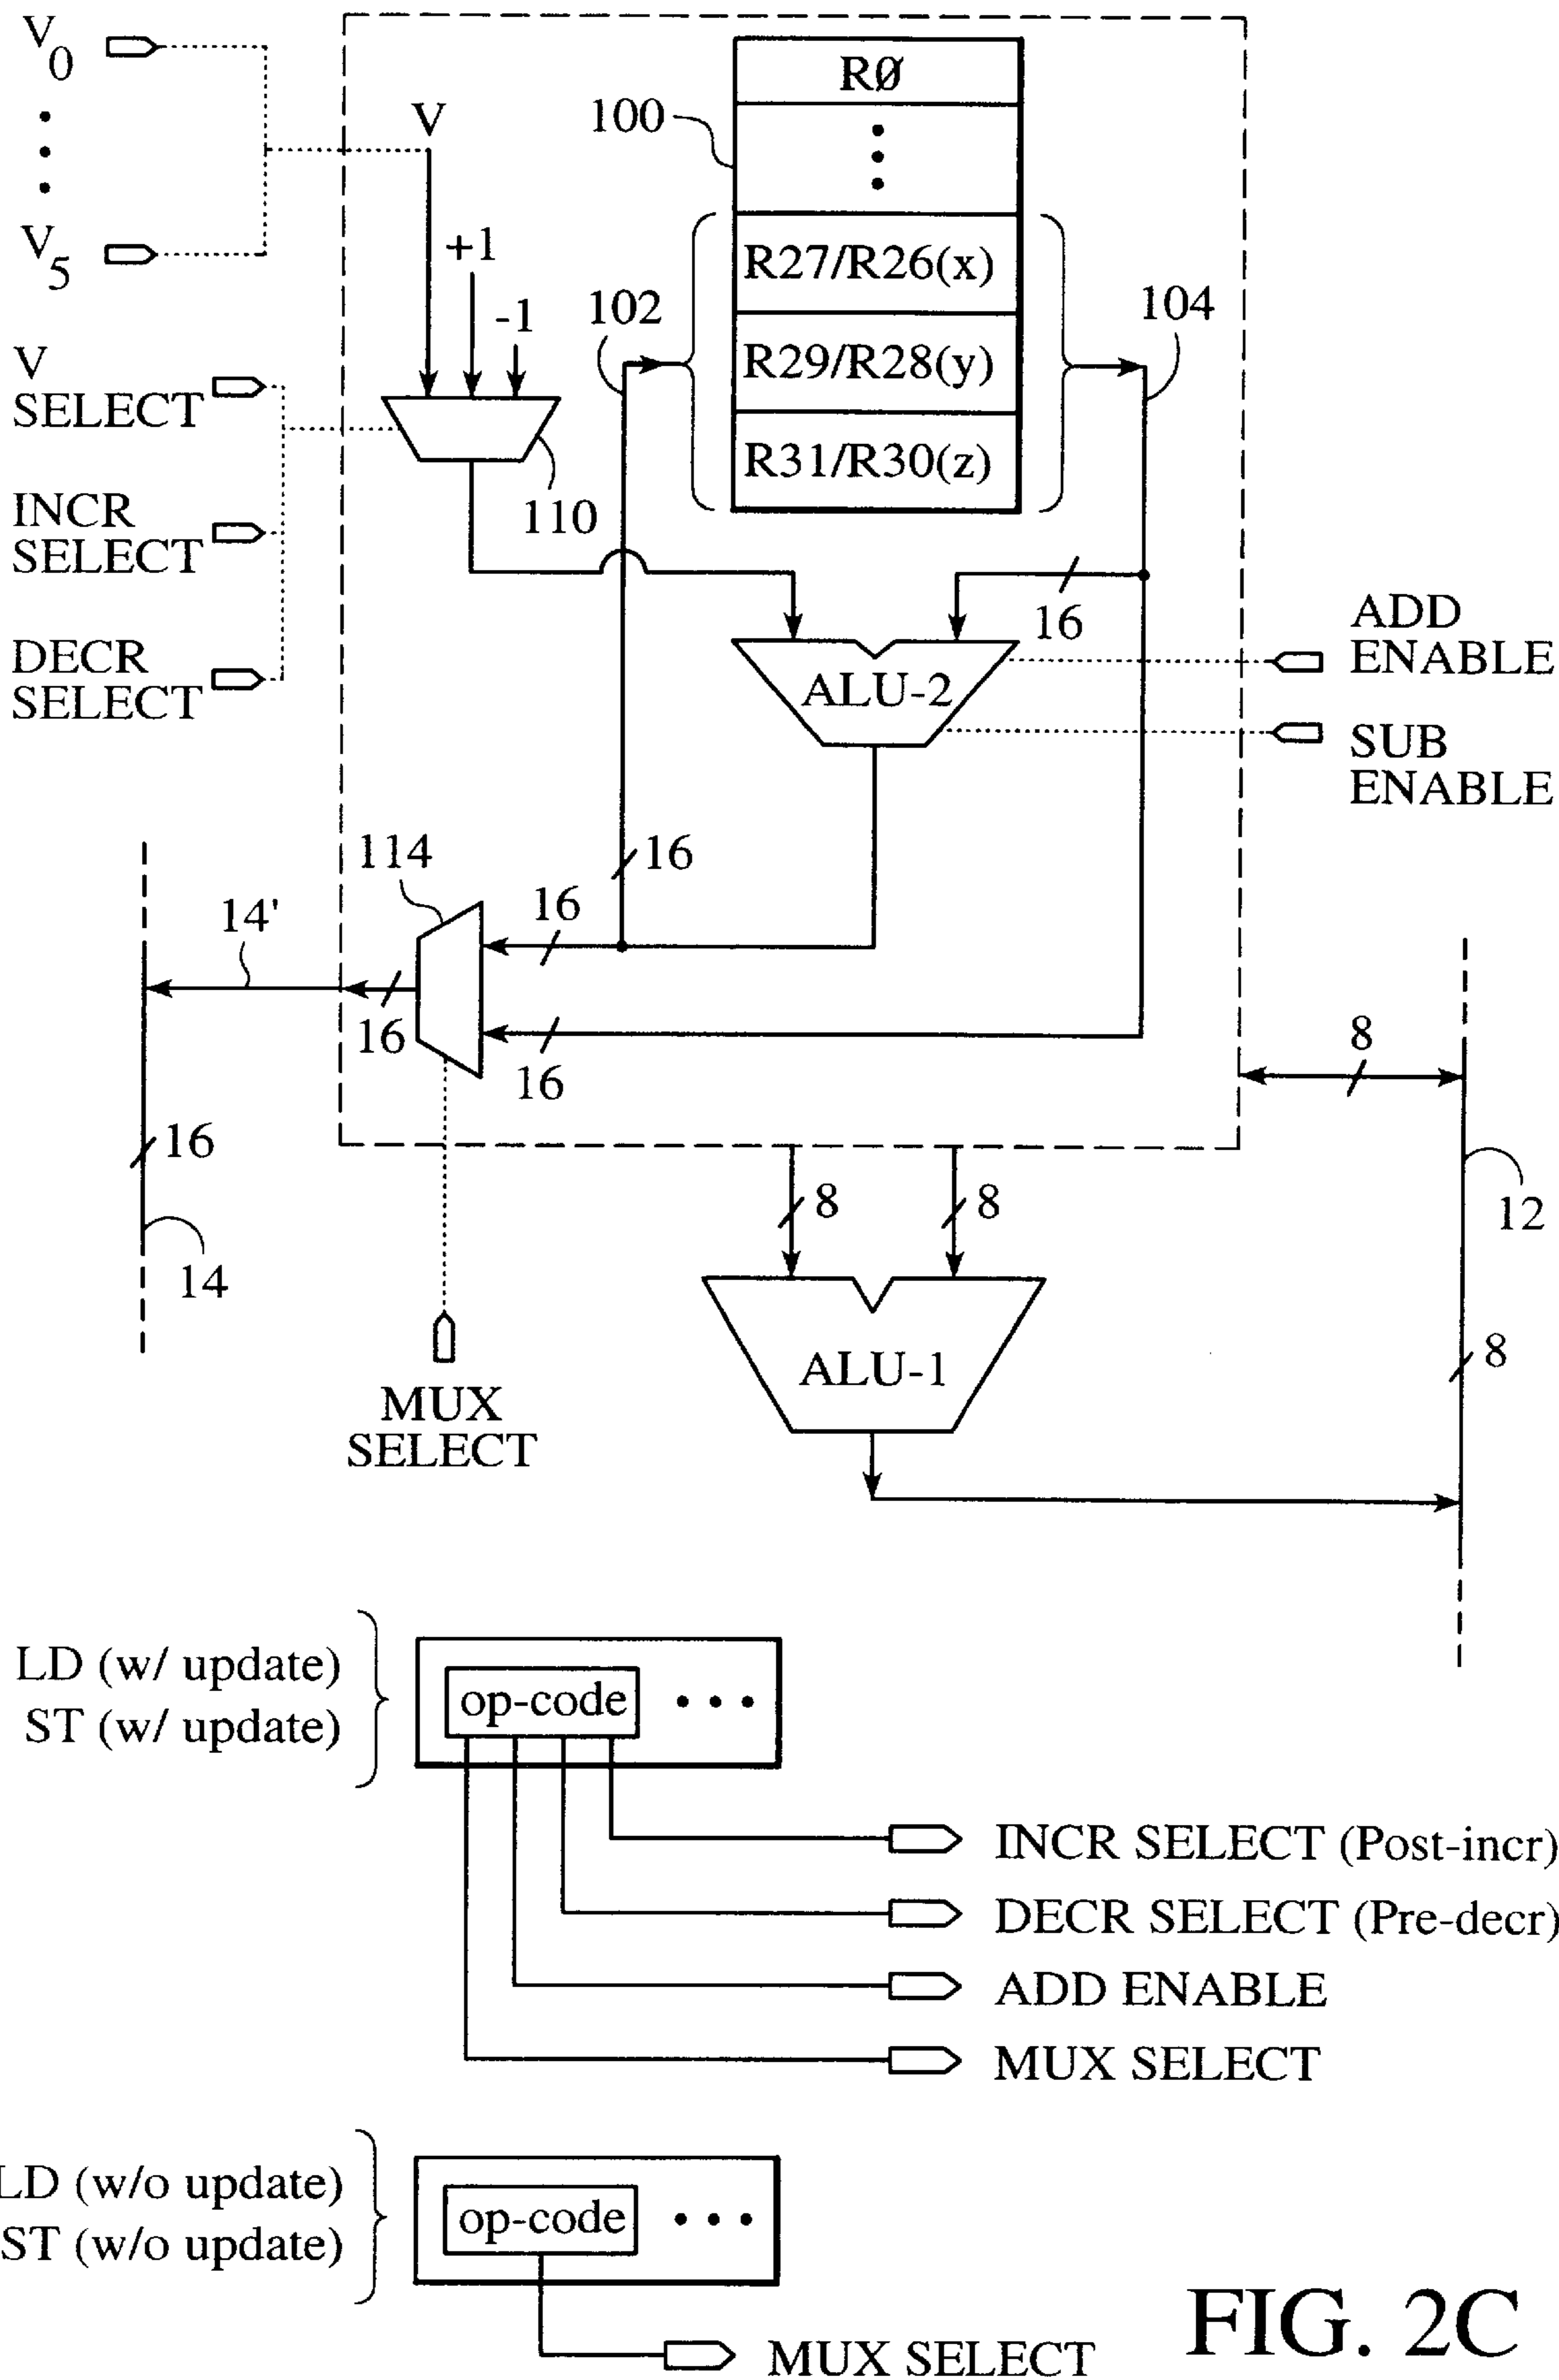 V0
V5
V
+1
-1
V
SELECT
INCR
SELECT
DECR
SELECT
110
100
102
104
RØ
R27/R26(x)
R29/R28(y)
R31/R30(z)
16
ALU-2
ADD
ENABLE
SUB
ENABLE
114
16
16
14'
16
16
16
14
MUX
SELECT
8
12
8
8
8
ALU-1
LD (w/ update)
ST (w/ update)
op-code
INCR SELECT (Post-incr)
DECR SELECT (Pre-decr)
ADD ENABLE
MUX SELECT
LD (w/o update)
ST (w/o update)
op-code
MUX SELECT
FIG. 2C